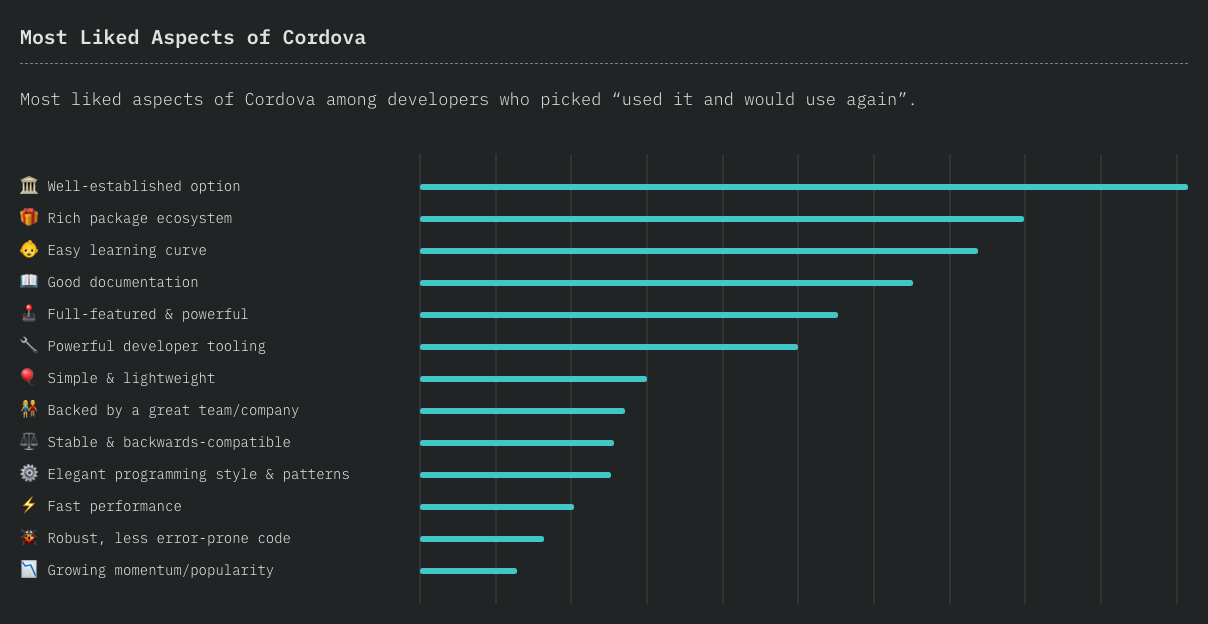 Most Liked Aspects of Cordova
Most liked aspects of Cordova among developers who picked “used it and would use again”.
Well-established option
Rich package ecosystem
Easy learning curve
Good documentation
Full-featured & powerful
Powerful developer tooling
Simple & lightweight
Backed by a great team/company
Stable & backwards-compatible
Elegant programming style & patterns
Fast performance
Robust, less error-prone code
Growing momentum/popularity